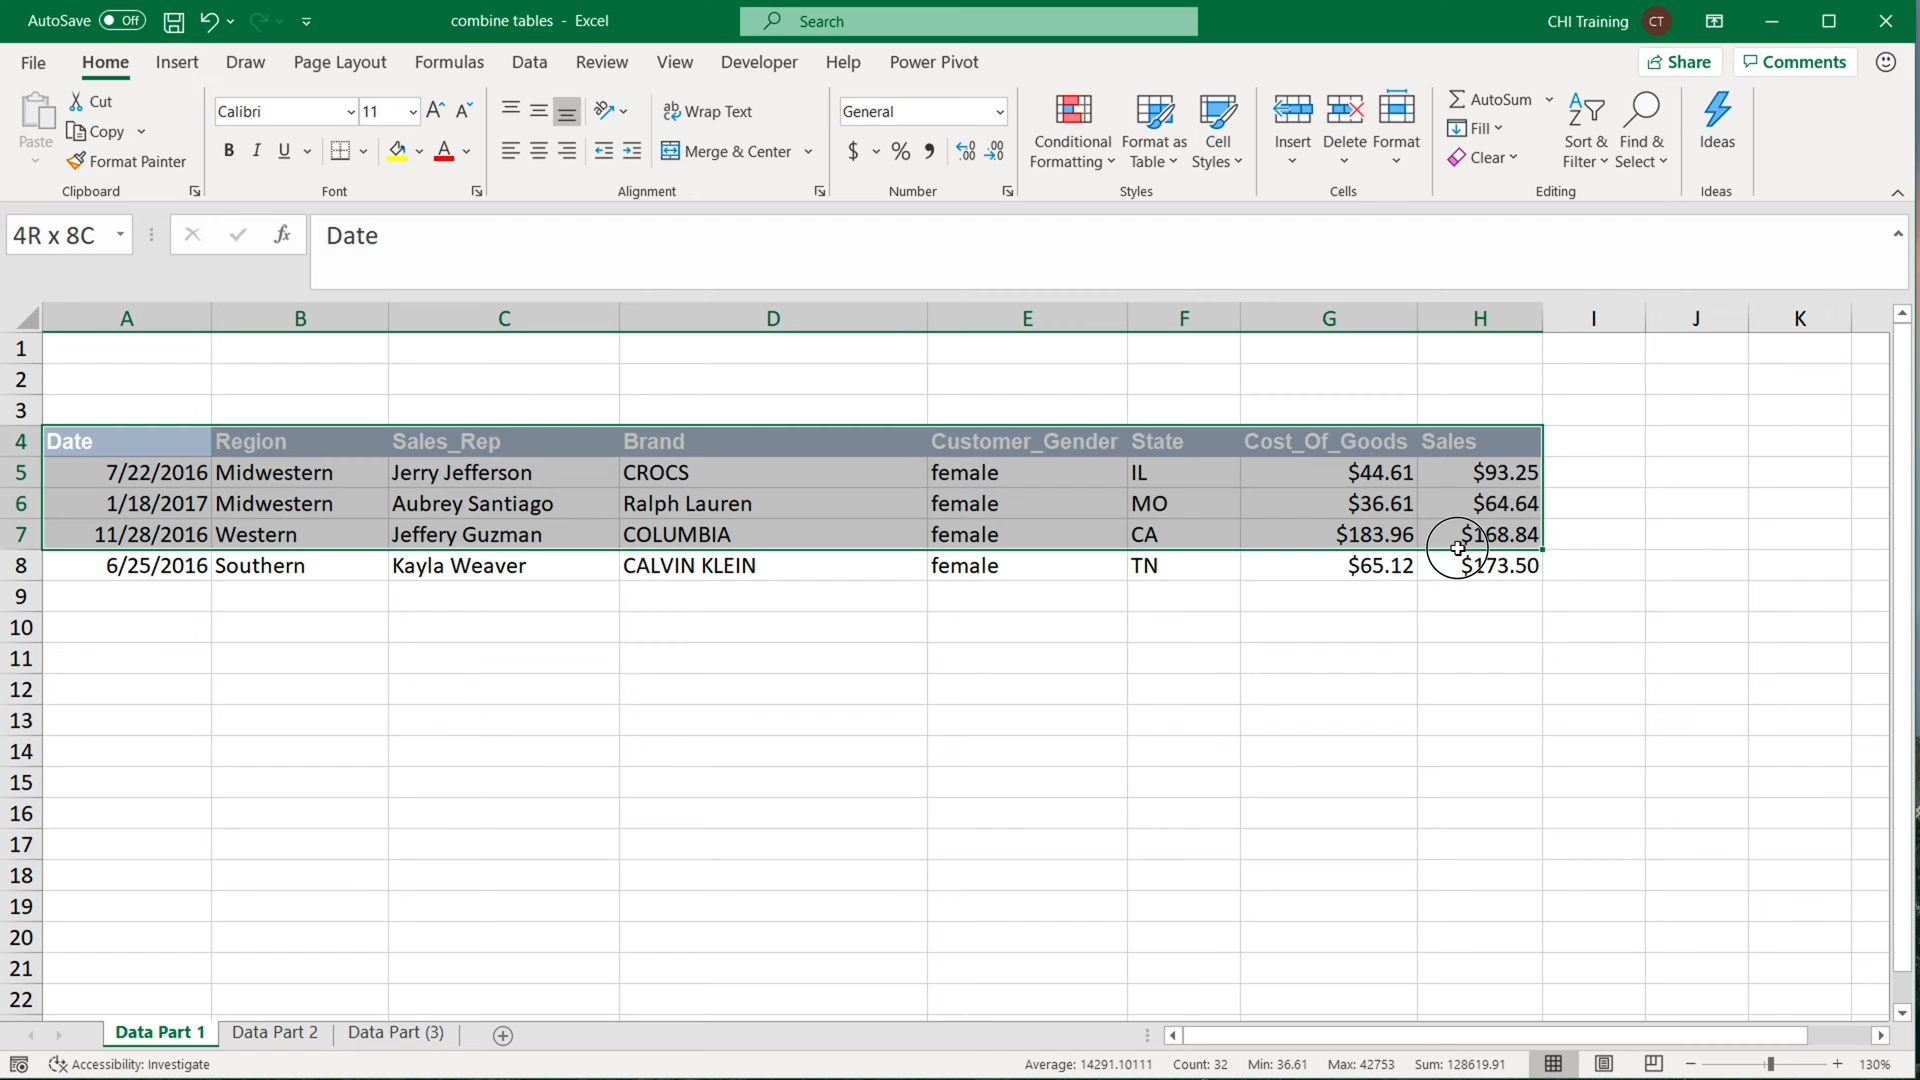 AutoSave Off combine tables - Excel Search CHI Training CT
File Home Insert Draw Page Layout Formulas Data Review View Developer Help Power Pivot Share Comments
Paste Cut Copy Format Painter
Clipboard
Calibri 11 A A
B I U A
Font
Wrap Text
Merge & Center
Alignment
General
$ % 9 .00 .00
Number
Conditional Formatting Format as Table Cell Styles
Styles
Insert Delete Format
Cells
AutoSum Fill Clear Sort & Filter Find & Select
Editing
Ideas
Ideas
4R x 8C fx Date
A B C D E F G H I J K
1
2
3
4 Date Region Sales_Rep Brand Customer_Gender State Cost_Of_Goods Sales
5 7/22/2016 Midwestern Jerry Jefferson CROCS female IL $44.61 $93.25
6 1/18/2017 Midwestern Aubrey Santiago Ralph Lauren female MO $36.61 $64.64
7 11/28/2016 Western Jeffery Guzman COLUMBIA female CA $183.96 $168.84
8 6/25/2016 Southern Kayla Weaver CALVIN KLEIN female TN $65.12 $173.50
9
10
11
12
13
14
15
16
17
18
19
20
21
22
Data Part 1 Data Part 2 Data Part (3)
Accessibility: Investigate Average: 14291.10111 Count: 32 Min: 36.61 Max: 42753 Sum: 128619.91 130%